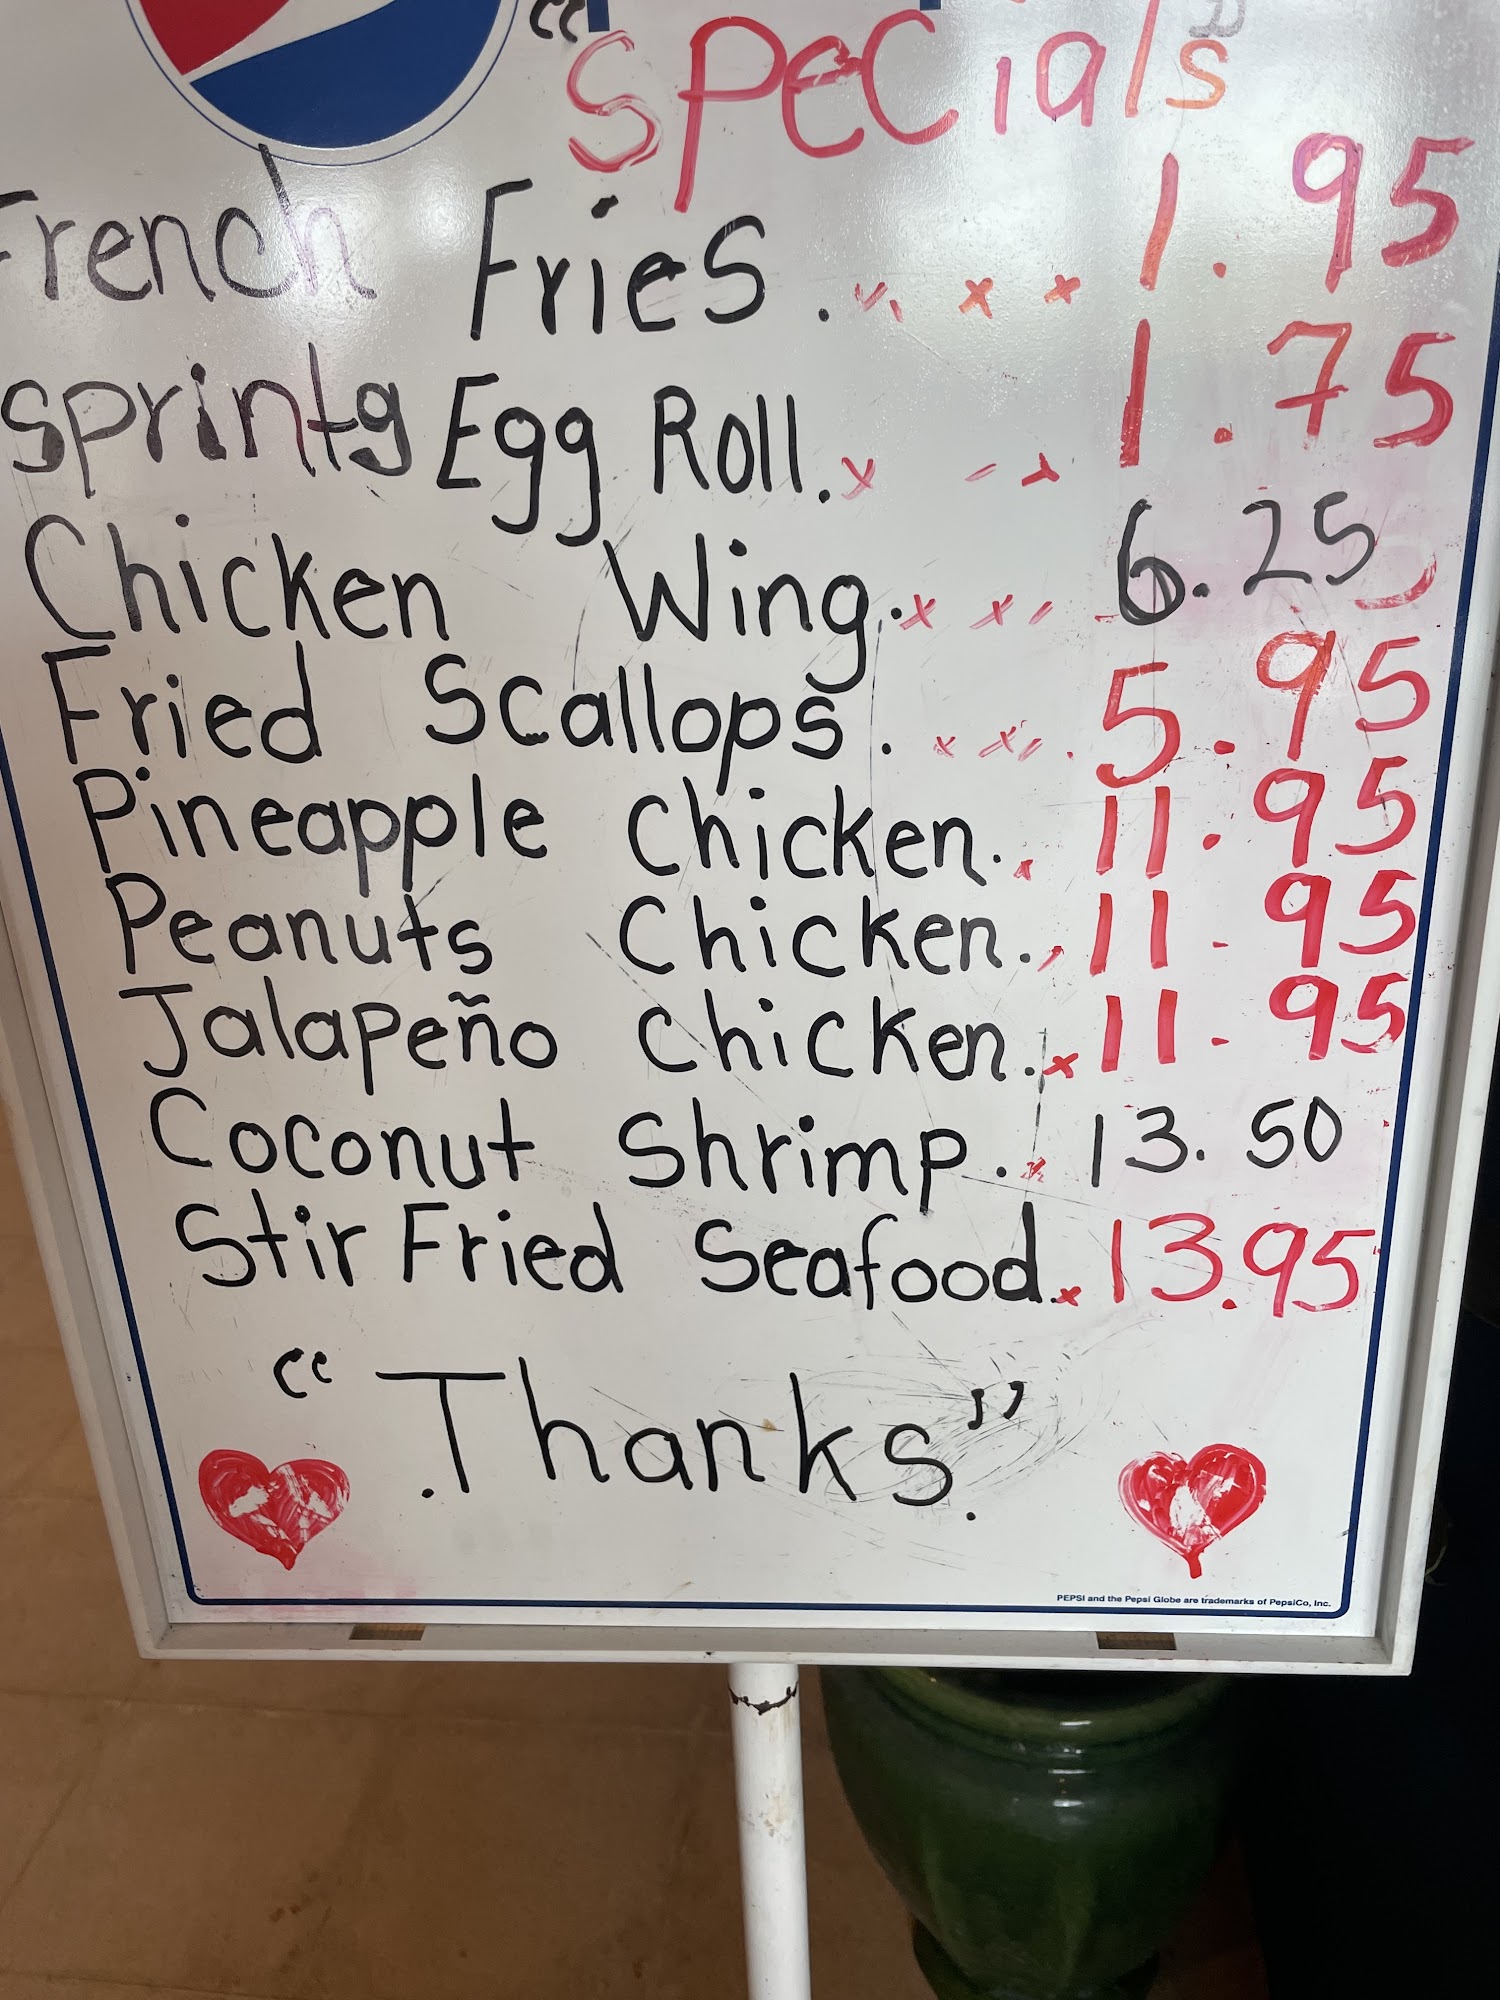 "Specials"
French Fries. 1.95
Sprintg Egg Roll. 1.75
Chicken Wing. 6.25
Fried Scallops. 5.95
Pineapple Chicken. 11.95
Peanuts Chicken. 11.95
Jalapeño Chicken. 11.95
Coconut Shrimp. 13.50
Stir Fried Seafood. 13.95
"Thanks"
PEPSI and the Pepsi Globe are trademarks of PepsiCo, Inc.